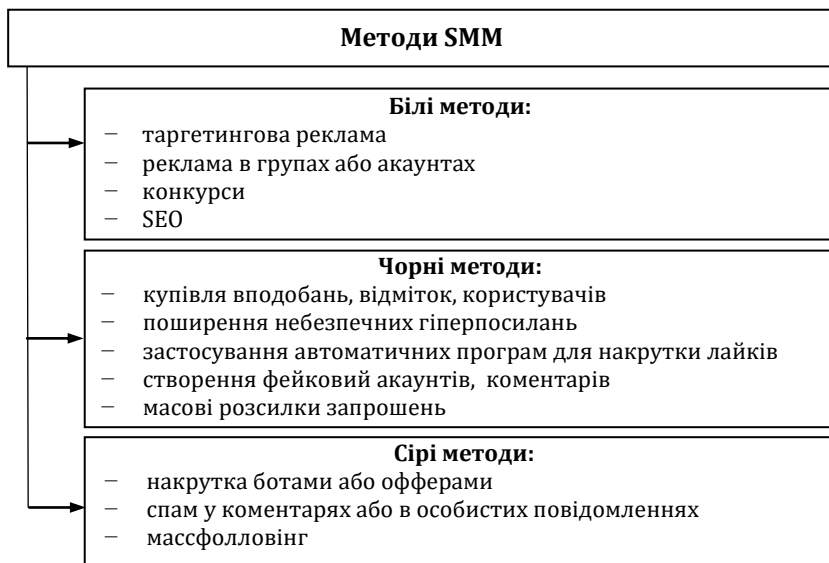 Методи SMM
Білі методи:
− таргетингова реклама
− реклама в групах або акаунтах
− конкурси
− SEO
Чорні методи:
− купівля вподобань, відміток, користувачів
− поширення небезпечних гіперпосилань
− застосування автоматичних програм для накрутки лайків
− створення фейковий акаунтів, коментарів
− масові розсилки запрошень
Сірі методи:
− накрутка ботами або офферами
− спам у коментарях або в особистих повідомленнях
− массфолловінг